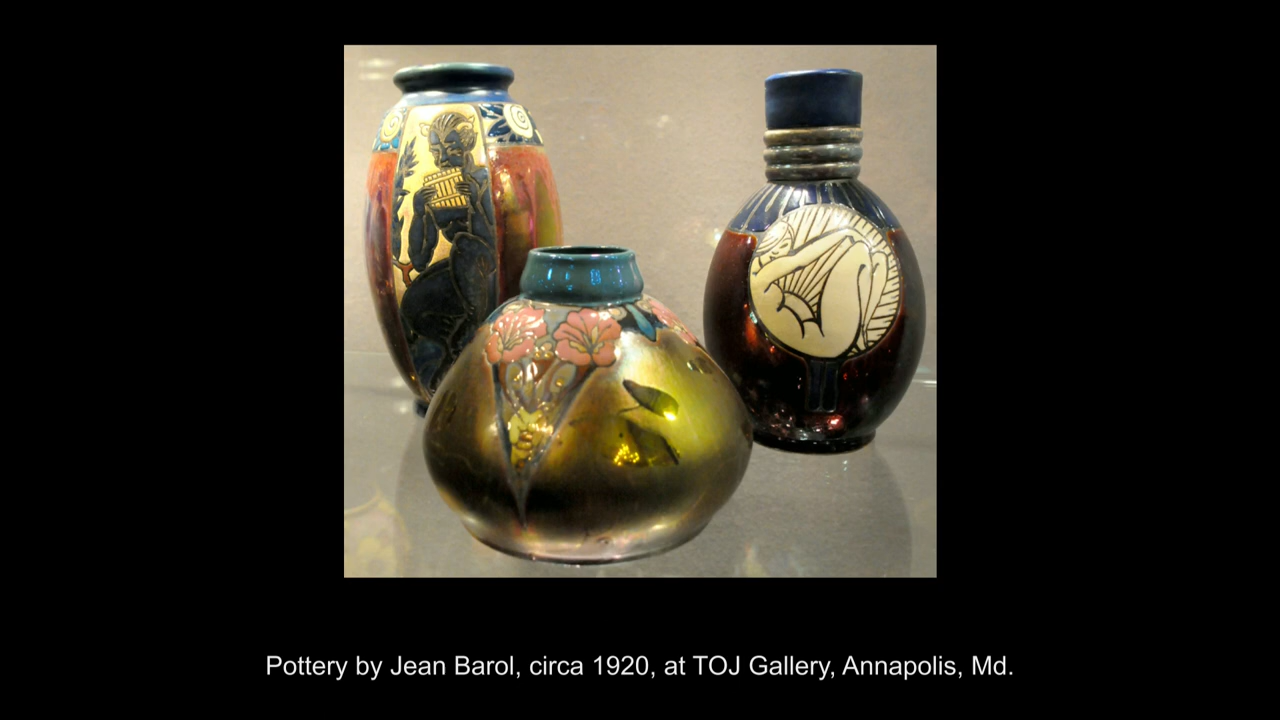 Pottery by Jean Barol, circa 1920, at TOJ Gallery, Annapolis, Md.